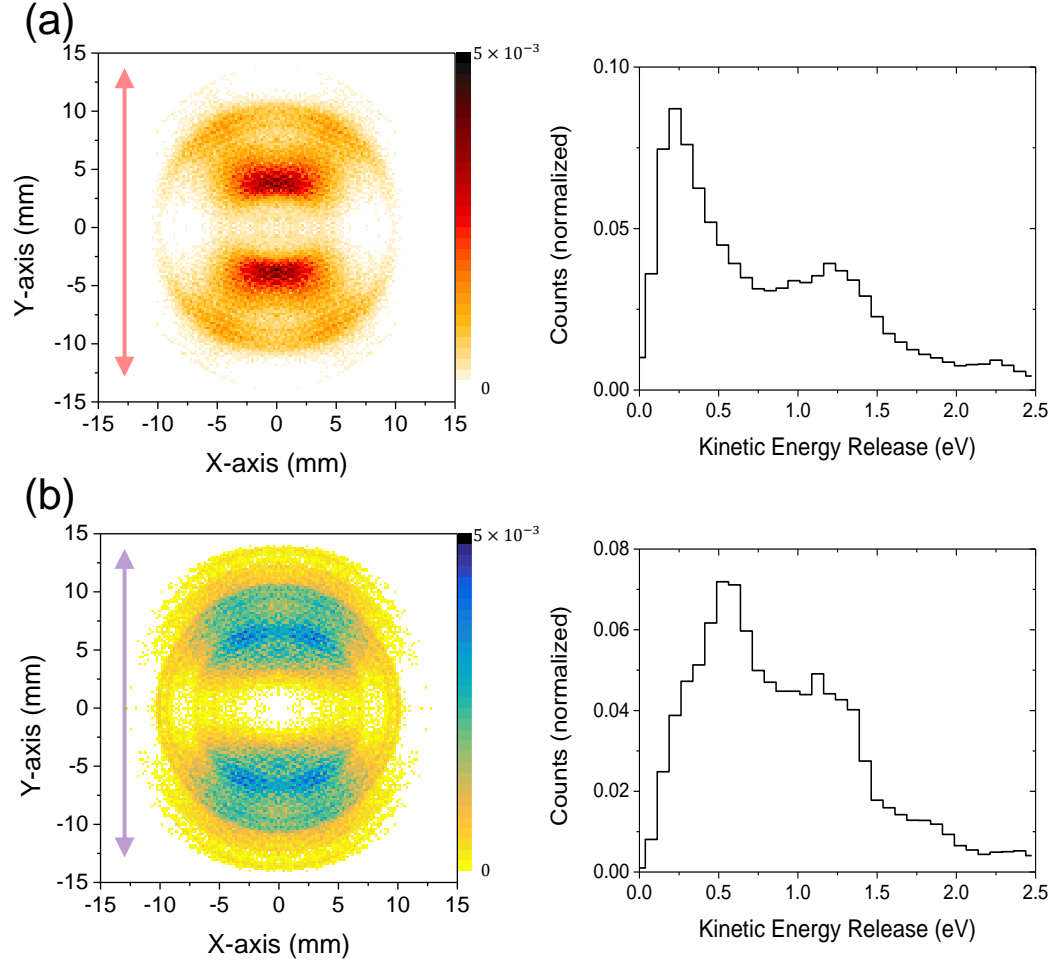 (a)
15
10
5
0
-5
-10
-15
Y-axis (mm)
-15 -10 -5 0 5 10 15
X-axis (mm)
5 × 10⁻³
0
0.10
0.05
0.00
Counts (normalized)
0.0 0.5 1.0 1.5 2.0 2.5
Kinetic Energy Release (eV)
(b)
15
10
5
0
-5
-10
-15
Y-axis (mm)
-15 -10 -5 0 5 10 15
X-axis (mm)
5 × 10⁻³
0
0.08
0.06
0.04
0.02
0.00
Counts (normalized)
0.0 0.5 1.0 1.5 2.0 2.5
Kinetic Energy Release (eV)